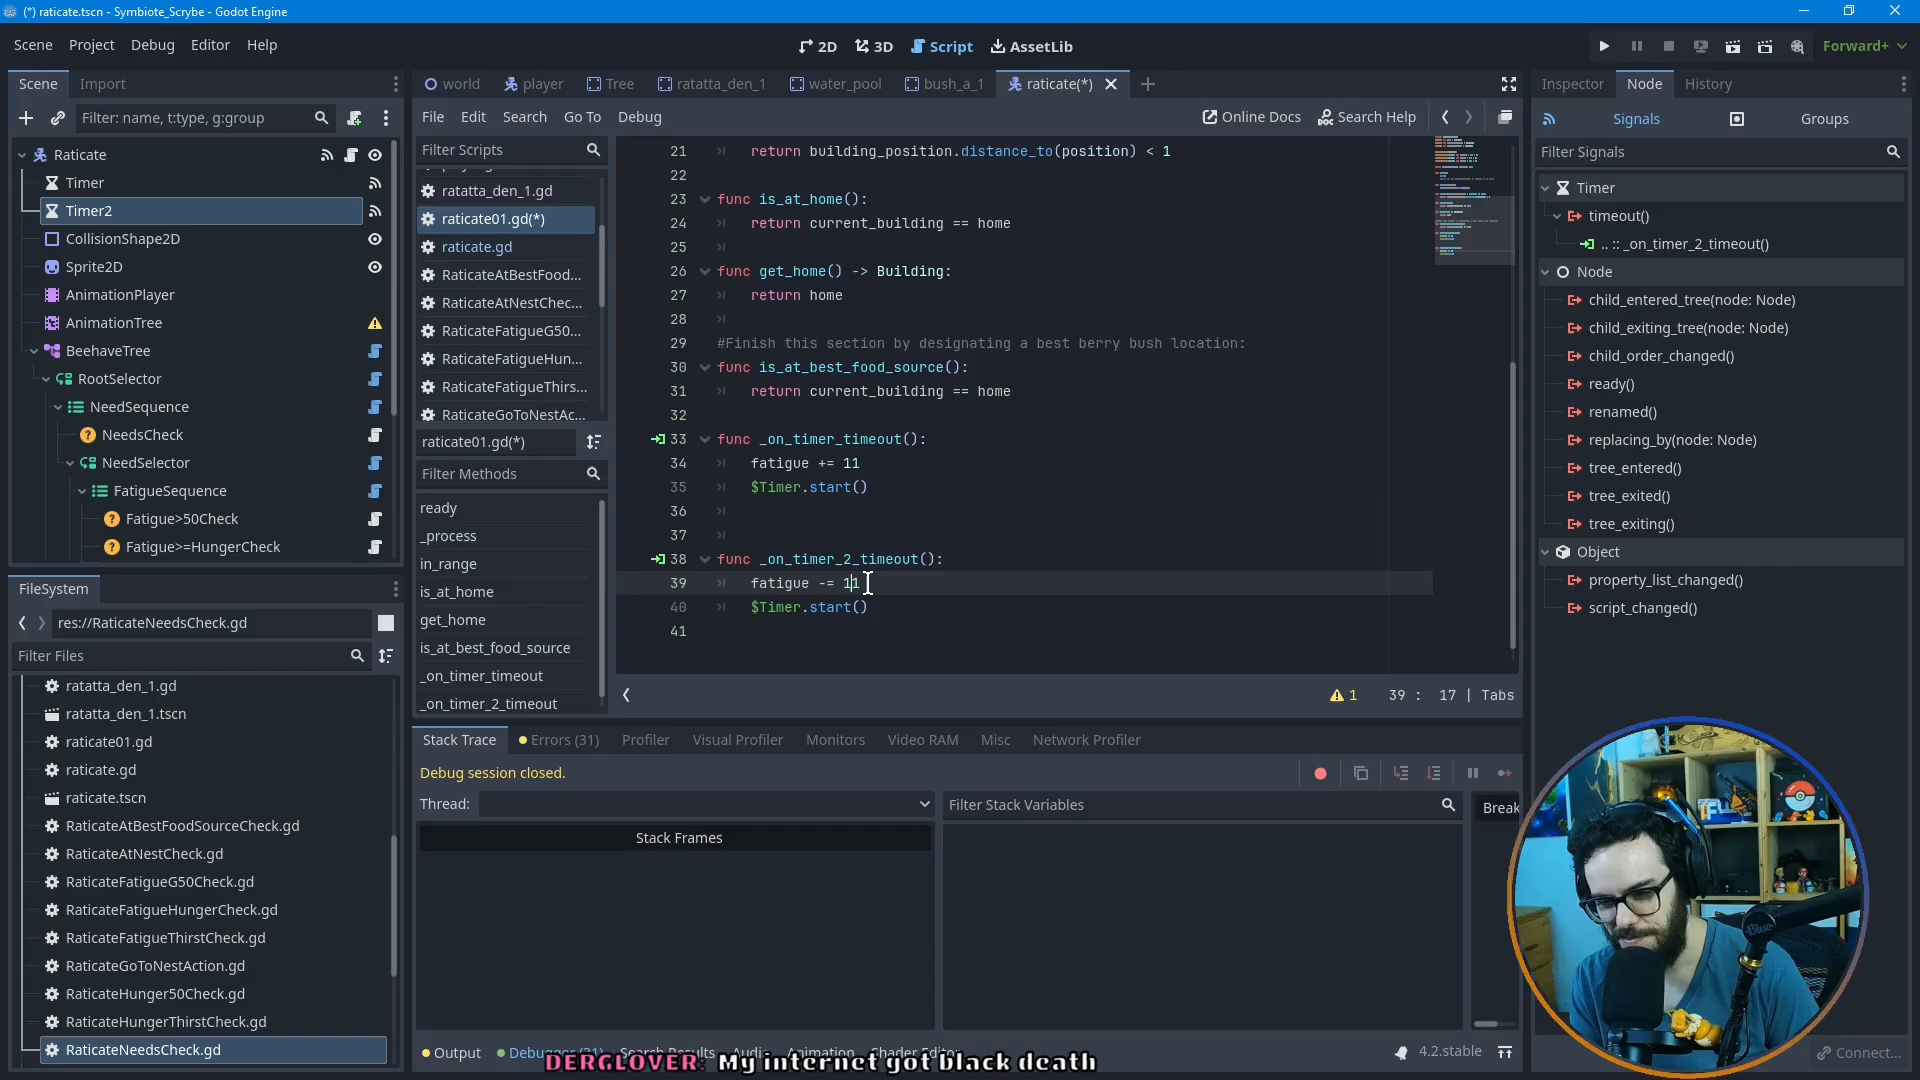 (*) raticate.tscn - Symbiote_Scrybe - Godot Engine
Scene Project Debug Editor Help
2D 3D Script AssetLib
Forward+
Scene Import
Filter: name, t:type, g:group
Raticate
Timer
Timer2
CollisionShape2D
Sprite2D
AnimationPlayer
AnimationTree
BeehaveTree
RootSelector
NeedSequence
NeedsCheck
NeedSelector
FatigueSequence
Fatigue>50Check
Fatigue>=HungerCheck
FileSystem
res://RaticateNeedsCheck.gd
Filter Files
ratatta_den_1.gd
ratatta_den_1.tscn
raticate01.gd
raticate.gd
raticate.tscn
RaticateAtBestFoodSourceCheck.gd
RaticateAtNestCheck.gd
RaticateFatigueG50Check.gd
RaticateFatigueHungerCheck.gd
RaticateFatigueThirstCheck.gd
RaticateGoToNestAction.gd
RaticateHunger50Check.gd
RaticateHungerThirstCheck.gd
RaticateNeedsCheck.gd
world player Tree ratatta_den_1 water_pool bush_a_1 raticate(*)
File Edit Search Go To Debug
Online Docs Search Help
Filter Scripts
ratatta_den_1.gd
raticate01.gd(*)
raticate.gd
RaticateAtBestFood...
RaticateAtNestChec...
RaticateFatigueG50...
RaticateFatigueHun...
RaticateFatigueThirs...
RaticateGoToNestAc...
raticate01.gd(*)
Filter Methods
ready
_process
in_range
is_at_home
get_home
is_at_best_food_source
_on_timer_timeout
_on_timer_2_timeout
21 return building_position.distance_to(position) < 1
22
23 func is_at_home():
24 return current_building == home
25
26 func get_home() -> Building:
27 return home
28
29 #Finish this section by designating a best berry bush location:
30 func is_at_best_food_source():
31 return current_building == home
32
33 func _on_timer_timeout():
34 fatigue += 11
35 $Timer.start()
36
37
38 func _on_timer_2_timeout():
39 fatigue -= 11
40 $Timer.start()
41
1 39 : 17 | Tabs
Stack Trace Errors (31) Profiler Visual Profiler Monitors Video RAM Misc Network Profiler
Debug session closed.
Thread:
Filter Stack Variables
Break
Stack Frames
Output Debugger (31) Search Results Audio Animation Shader Editor
4.2.stable
DERGLOVER: My internet got black death
Inspector Node History
Signals Groups
Filter Signals
Timer
timeout()
.. :: _on_timer_2_timeout()
Node
child_entered_tree(node: Node)
child_exiting_tree(node: Node)
child_order_changed()
ready()
renamed()
replacing_by(node: Node)
tree_entered()
tree_exited()
tree_exiting()
Object
property_list_changed()
script_changed()
Connect...
Blue